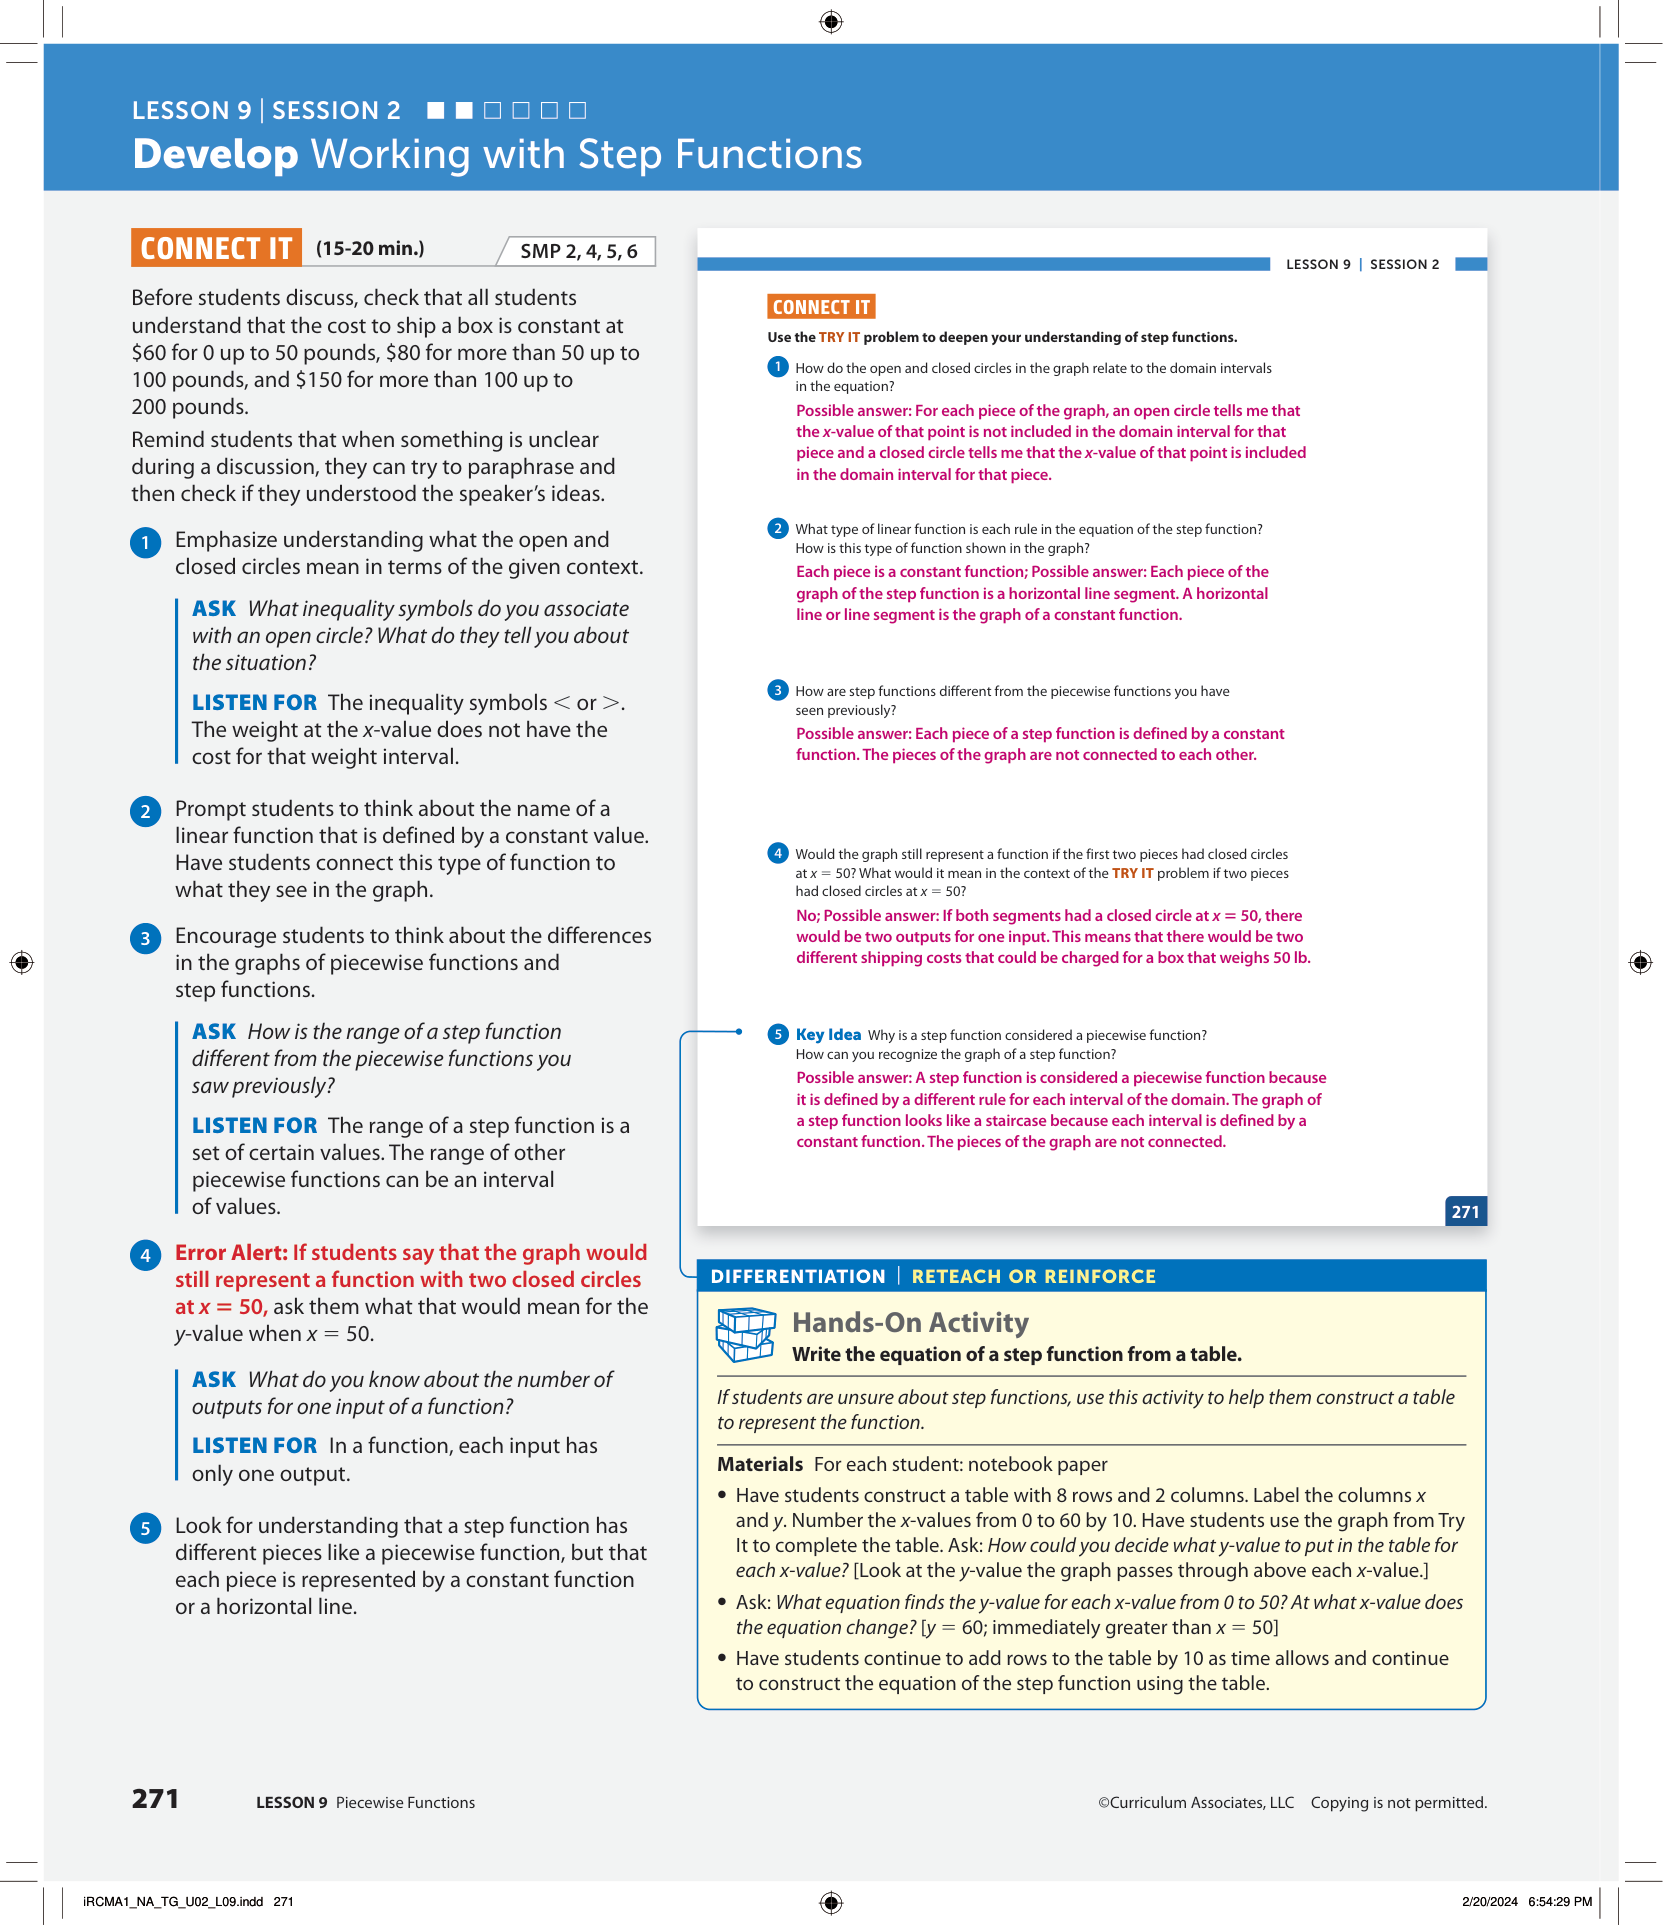 LESSON 9 | SESSION 2
Develop Working with Step Functions
CONNECT IT (15-20 min.) SMP 2, 4, 5, 6
Before students discuss, check that all students
understand that the cost to ship a box is constant at
$60 for 0 up to 50 pounds, $80 for more than 50 up to
100 pounds, and $150 for more than 100 up to
200 pounds.
Remind students that when something is unclear
during a discussion, they can try to paraphrase and
then check if they understood the speaker's ideas.
1 Emphasize understanding what the open and
closed circles mean in terms of the given context.
ASK What inequality symbols do you associate
with an open circle? What do they tell you about
the situation?
LISTEN FOR The inequality symbols < or >.
The weight at the x-value does not have the
cost for that weight interval.
2 Prompt students to think about the name of a
linear function that is defined by a constant value.
Have students connect this type of function to
what they see in the graph.
3 Encourage students to think about the differences
in the graphs of piecewise functions and
step functions.
ASK How is the range of a step function
different from the piecewise functions you
saw previously?
LISTEN FOR The range of a step function is a
set of certain values. The range of other
piecewise functions can be an interval
of values.
4 Error Alert: If students say that the graph would
still represent a function with two closed circles
at x = 50, ask them what that would mean for the
y-value when x = 50.
ASK What do you know about the number of
outputs for one input of a function?
LISTEN FOR In a function, each input has
only one output.
5 Look for understanding that a step function has
different pieces like a piecewise function, but that
each piece is represented by a constant function
or a horizontal line.
LESSON 9 | SESSION 2
CONNECT IT
Use the TRY IT problem to deepen your understanding of step functions.
1 How do the open and closed circles in the graph relate to the domain intervals
in the equation?
Possible answer: For each piece of the graph, an open circle tells me that
the x-value of that point is not included in the domain interval for that
piece and a closed circle tells me that the x-value of that point is included
in the domain interval for that piece.
2 What type of linear function is each rule in the equation of the step function?
How is this type of function shown in the graph?
Each piece is a constant function; Possible answer: Each piece of the
graph of the step function is a horizontal line segment. A horizontal
line or line segment is the graph of a constant function.
3 How are step functions different from the piecewise functions you have
seen previously?
Possible answer: Each piece of a step function is defined by a constant
function. The pieces of the graph are not connected to each other.
4 Would the graph still represent a function if the first two pieces had closed circles
at x = 50? What would it mean in the context of the TRY IT problem if two pieces
had closed circles at x = 50?
No; Possible answer: If both segments had a closed circle at x = 50, there
would be two outputs for one input. This means that there would be two
different shipping costs that could be charged for a box that weighs 50 lb.
5 Key Idea Why is a step function considered a piecewise function?
How can you recognize the graph of a step function?
Possible answer: A step function is considered a piecewise function because
it is defined by a different rule for each interval of the domain. The graph of
a step function looks like a staircase because each interval is defined by a
constant function. The pieces of the graph are not connected.
271
DIFFERENTIATION | RETEACH OR REINFORCE
Hands-On Activity
Write the equation of a step function from a table.
If students are unsure about step functions, use this activity to help them construct a table
to represent the function.
Materials For each student: notebook paper
• Have students construct a table with 8 rows and 2 columns. Label the columns x
and y. Number the x-values from 0 to 60 by 10. Have students use the graph from Try
It to complete the table. Ask: How could you decide what y-value to put in the table for
each x-value? [Look at the y-value the graph passes through above each x-value.]
• Ask: What equation finds the y-value for each x-value from 0 to 50? At what x-value does
the equation change? [y = 60; immediately greater than x = 50]
• Have students continue to add rows to the table by 10 as time allows and continue
to construct the equation of the step function using the table.
271 LESSON 9 Piecewise Functions
©Curriculum Associates, LLC Copying is not permitted.
iRCMA1_NA_TG_U02_L09.indd 271
2/20/2024 6:54:29 PM